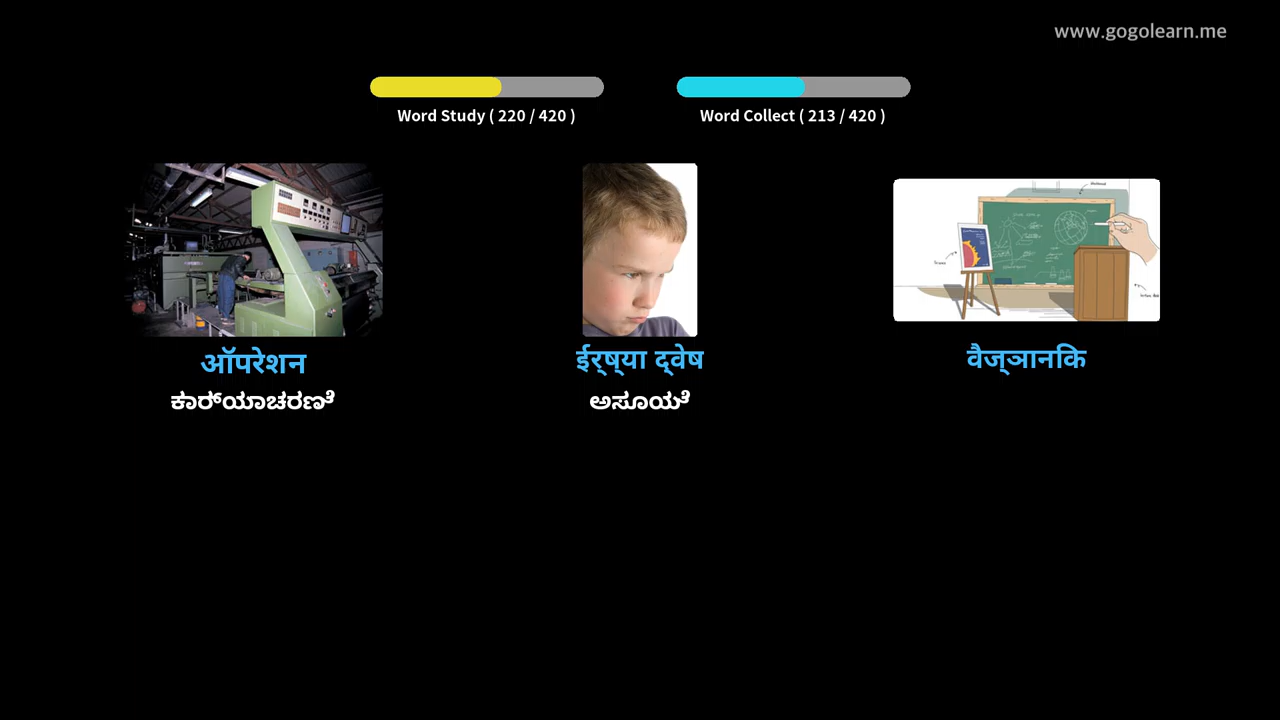 www.gogolearn.me
Word Study ( 220 / 420 )
Word Collect ( 213 / 420 )
ऑपरेशन
ईर्ष्या द्वेष
वैज्ञानिक
ಕಾರ್ಯಾಚರಣೆ
ಅಸೂಯೆ